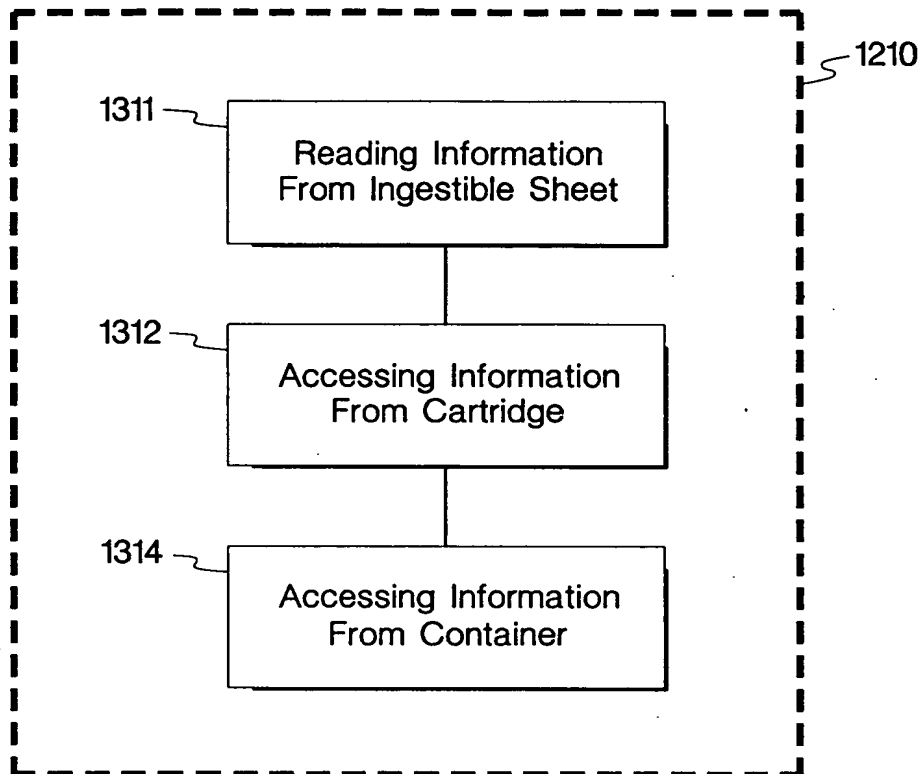 1210
1311
Reading Information
From Ingestible Sheet
1312
Accessing Information
From Cartridge
1314
Accessing Information
From Container